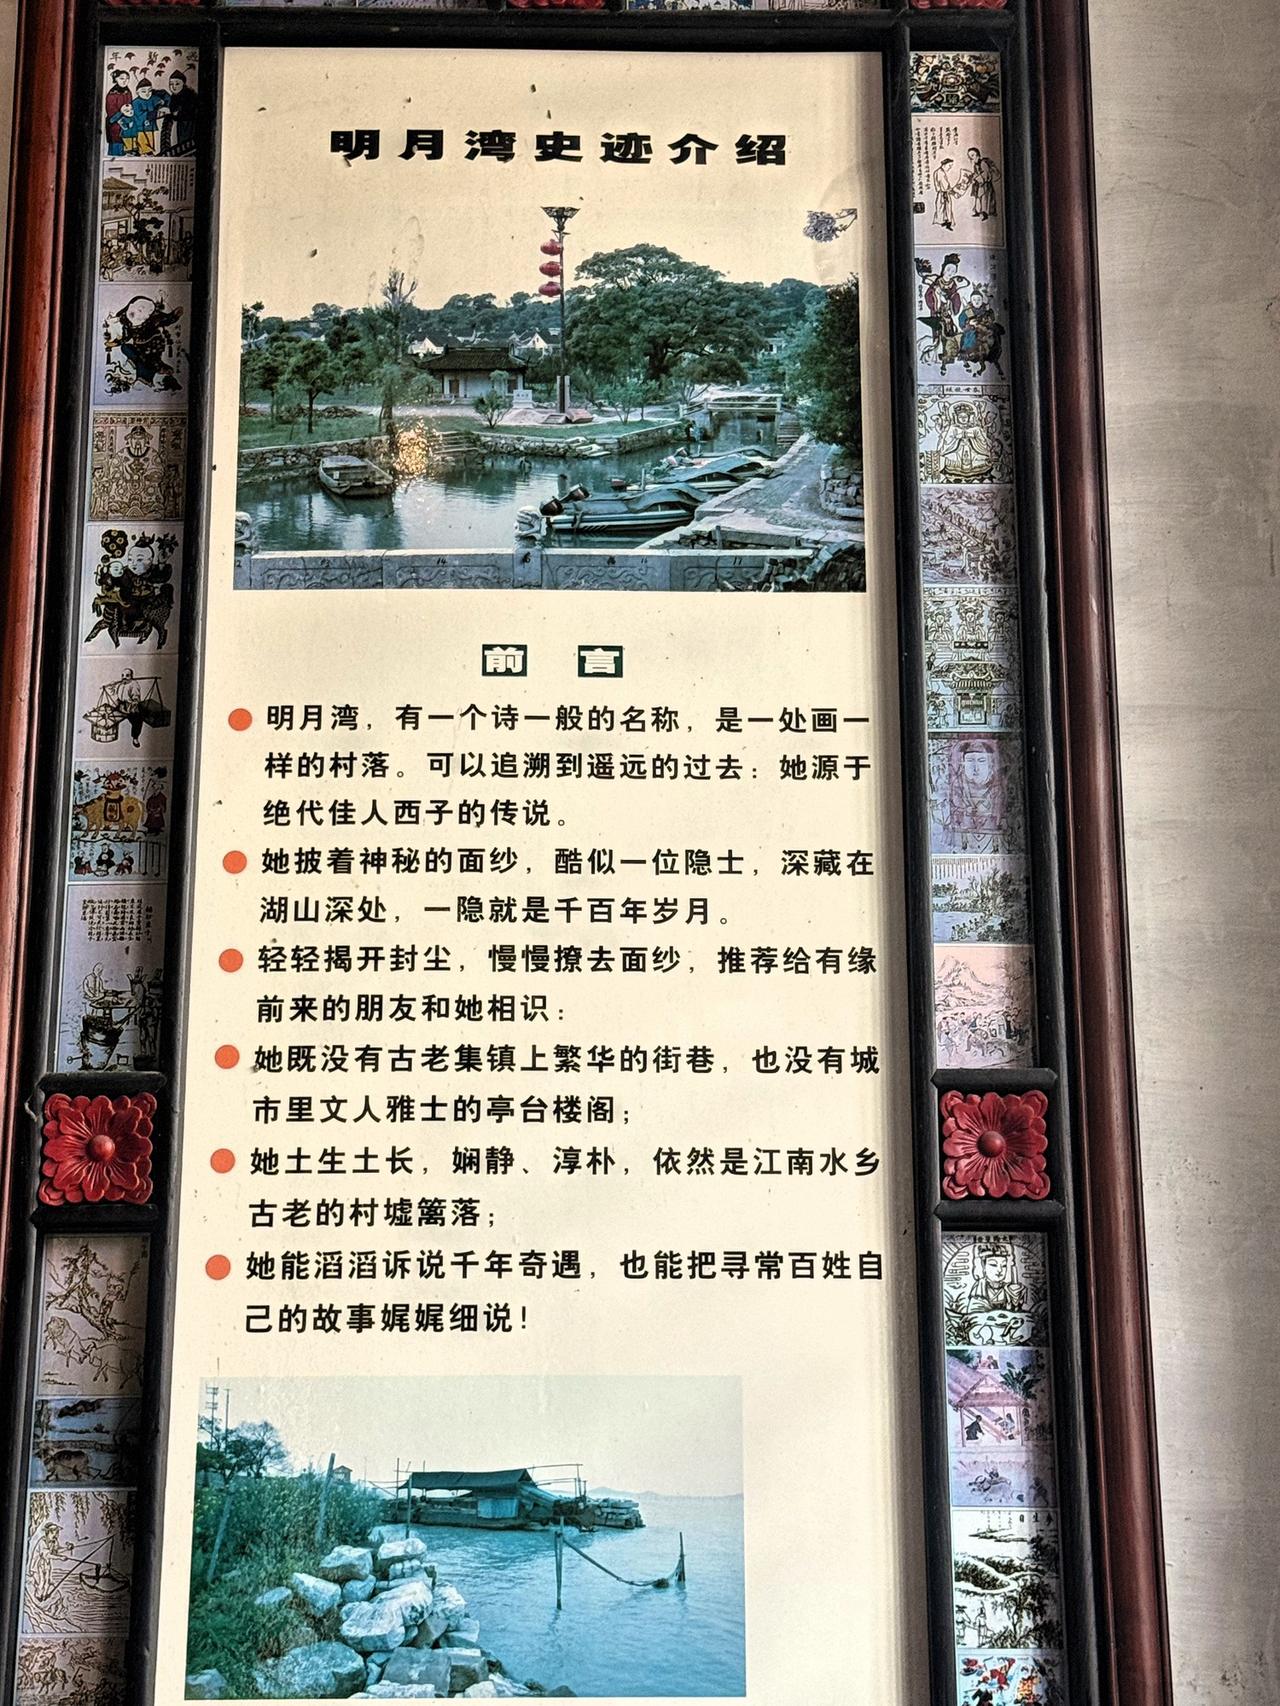 明月湾史迹介绍
前言
明月湾，有一个诗一般的名称，是一处画一
样的村落。可以追溯到遥远的过去：她源于
绝代佳人西子的传说。
她披着神秘的面纱，酷似一位隐士，深藏在
湖山深处，一隐就是千百年岁月。
轻轻揭开封尘，慢慢撩去面纱，推荐给有缘
前来的朋友和她相识：
她既没有古老集镇上繁华的街巷，也没有城
市里文人雅士的亭台楼阁；
她土生土长，娴静、淳朴，依然是江南水乡
古老的村墟篱落；
她能滔滔诉说千年奇遇，也能把寻常百姓自
己的故事娓娓细说！